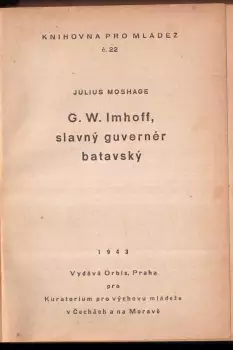 KNIHOVNA PRO MLÁDEŽ
č. 22
JULIUS MOSHAGE
G. W. Imhoff,
slavný guvernér
batavský
1943
Vydává Orbis, Praha
pro
Kuratorium pro výchovu mládeže
v Čechách a na Moravě